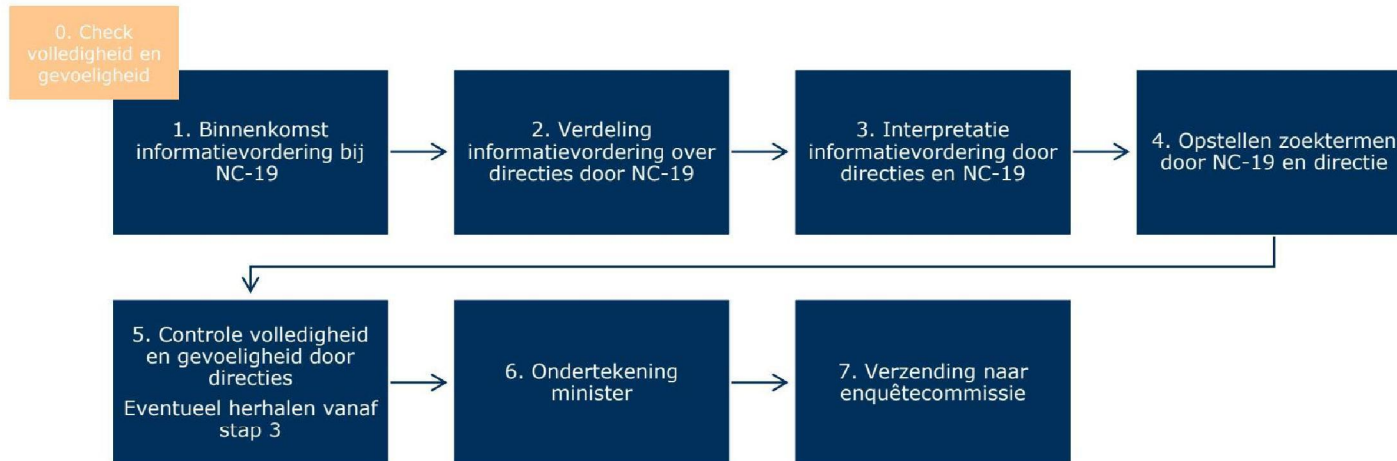 0. Check
volledigheid en
gevoeligheid
1. Binnenkomst
informatievordering bij
NC-19
2. Verdeling
informatievordering over
directies door NC-19
3. Interpretatie
informatievordering door
directies en NC-19
4. Opstellen zoektermen
door NC-19 en directie
5. Controle volledigheid
en gevoeligheid door
directies
Eventueel herhalen vanaf
stap 3
6. Ondertekening
minister
7. Verzending naar
enquêtecommissie